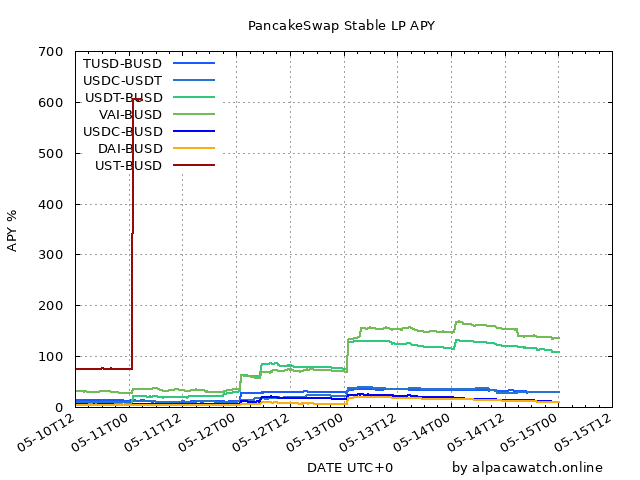 PancakeSwap Stable LP APY
700
600
500
400
300
200
100
0
APY %
TUSD-BUSD
USDC-USDT
USDT-BUSD
VAI-BUSD
USDC-BUSD
DAI-BUSD
UST-BUSD
05-10T12
05-11T00
05-11T12
05-12T00
05-12T12
05-13T00
05-13T12
05-14T00
05-14T12
05-15T00
05-15T12
DATE UTC+0
by alpacawatch.online